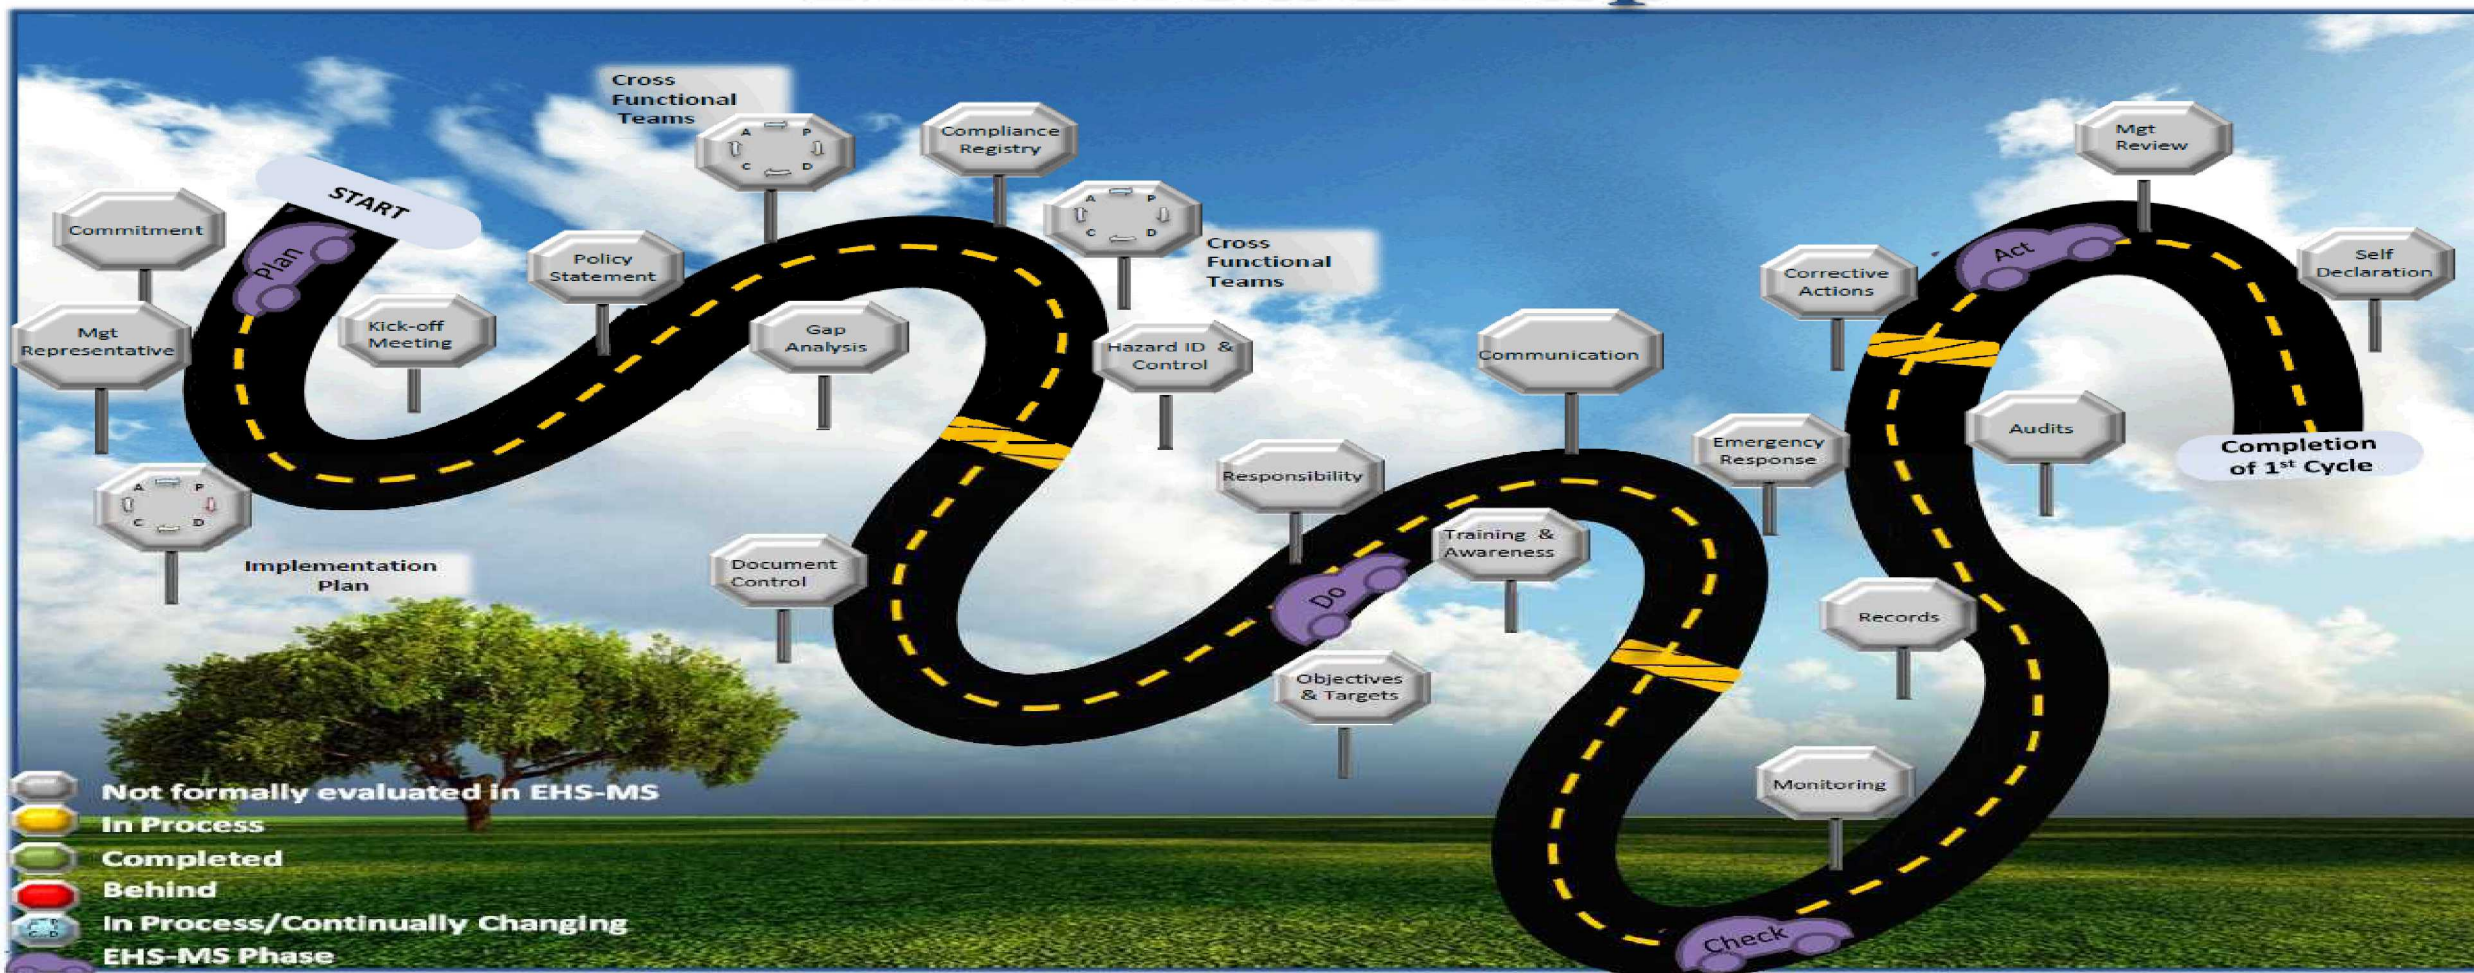 START
Plan
Commitment
Mgt
Representative
A P
C D
Implementation
Plan
Kick-off
Meeting
Policy
Statement
Cross
Functional
Teams
A P
C D
Gap
Analysis
Compliance
Registry
A P
C D
Cross
Functional
Teams
Hazard ID &
Control
Document
Control
Responsibility
Do
Objectives
& Targets
Training &
Awareness
Communication
Emergency
Response
Check
Monitoring
Records
Audits
Corrective
Actions
Act
Mgt
Review
Self
Declaration
Completion
of 1st Cycle
Not formally evaluated in EHS-MS
In Process
Completed
Behind
In Process/Continually Changing
EHS-MS Phase